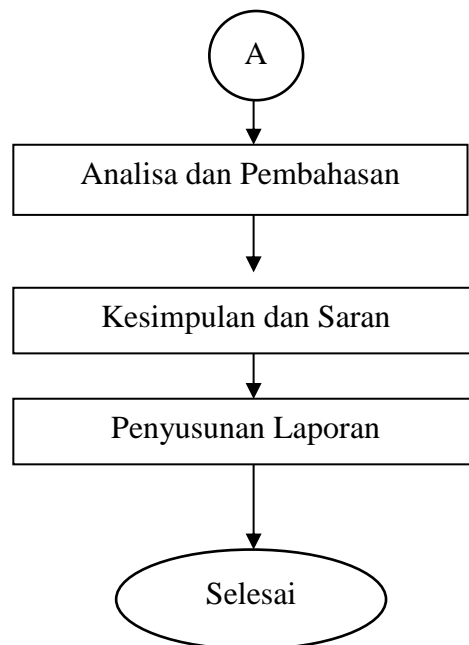 A
Analisa dan Pembahasan
Kesimpulan dan Saran
Penyusunan Laporan
Selesai